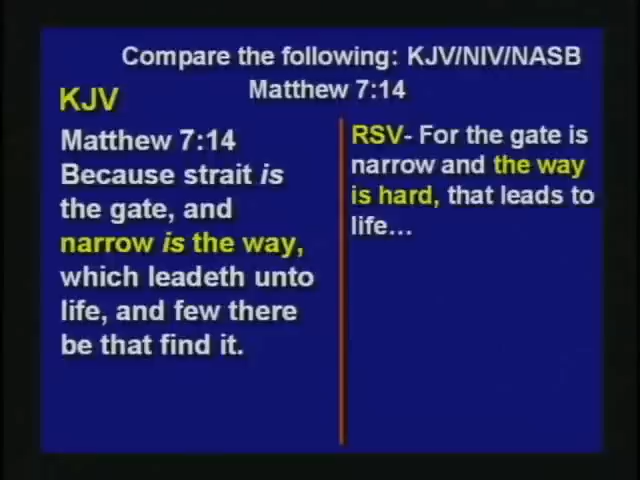 Compare the following: KJV/NIV/NASB
Matthew 7:14
KJV
Matthew 7:14
Because strait is
the gate, and
narrow is the way,
which leadeth unto
life, and few there
be that find it.
RSV- For the gate is
narrow and the way
is hard, that leads to
life...